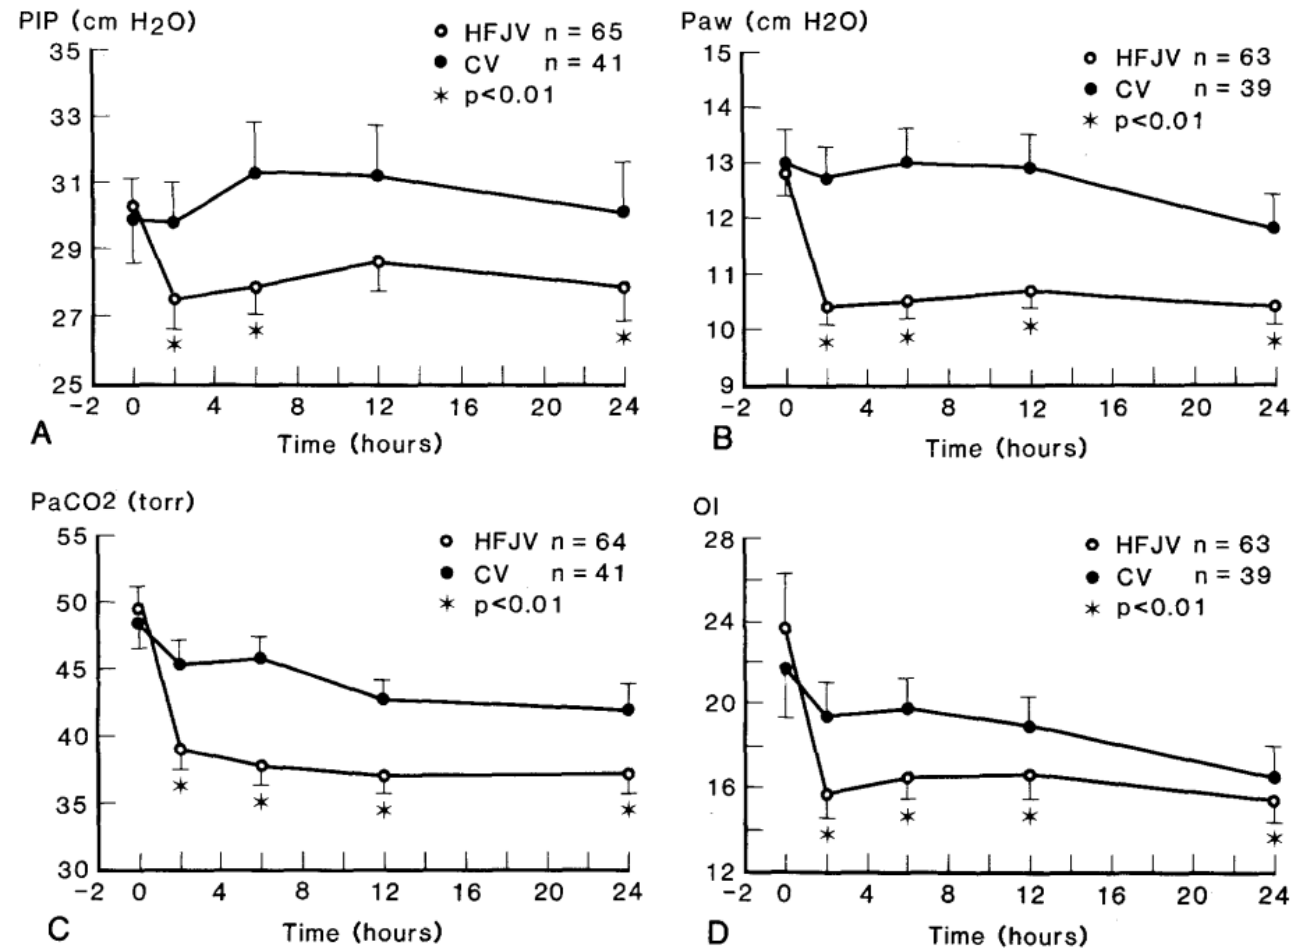 PIP (cm H2O)
HFJV n = 65
CV n = 41
* p<0.01
35
33
31
29
27
25
-2 0 4 8 12 16 20 24
Time (hours)
A
Paw (cm H2O)
HFJV n = 63
CV n = 39
* p<0.01
15
14
13
12
11
10
9
-2 0 4 8 12 16 20 24
Time (hours)
B
PaCO2 (torr)
HFJV n = 64
CV n = 41
* p<0.01
55
50
45
40
35
30
-2 0 4 8 12 16 20 24
Time (hours)
C
OI
HFJV n = 63
CV n = 39
* p<0.01
28
24
20
16
12
-2 0 4 8 12 16 20 24
Time (hours)
D